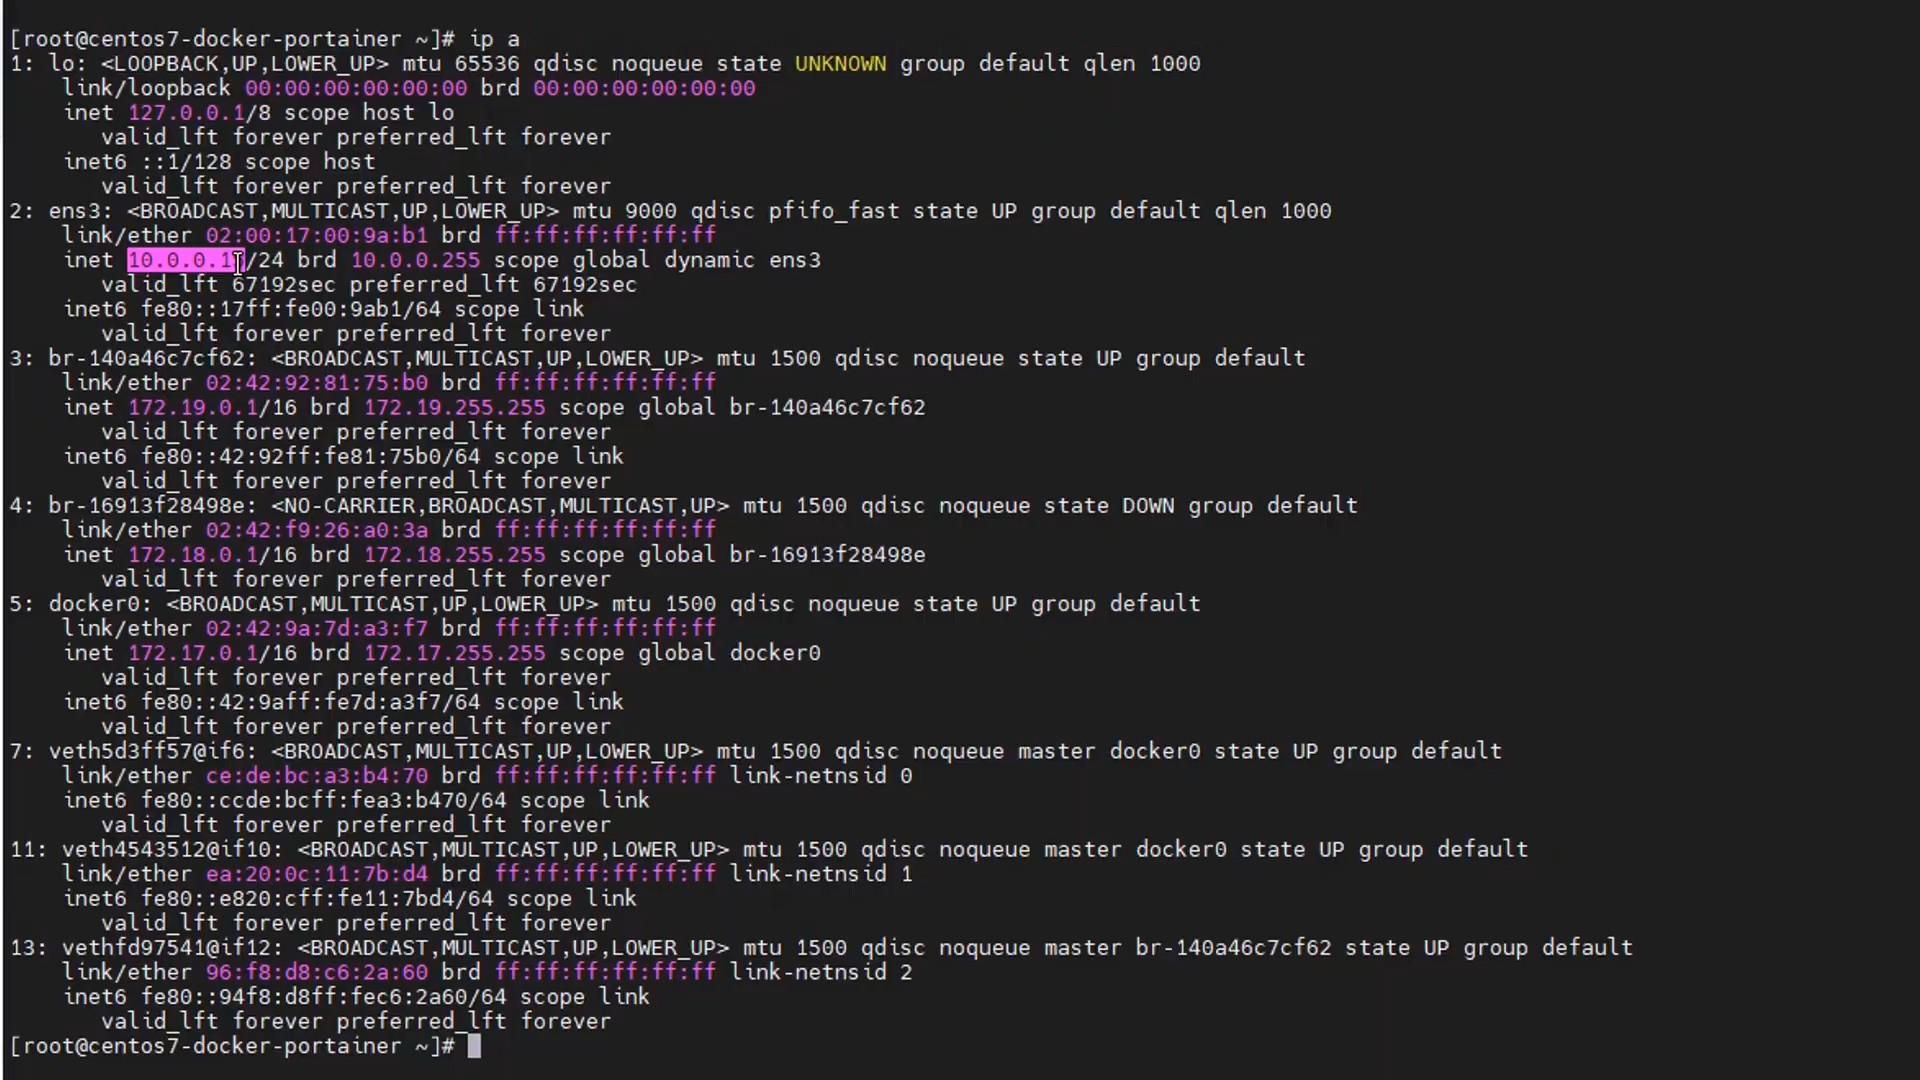 [root@centos7-docker-portainer ~]# ip a
1: lo: <LOOPBACK,UP,LOWER_UP> mtu 65536 qdisc noqueue state UNKNOWN group default qlen 1000
    link/loopback 00:00:00:00:00:00 brd 00:00:00:00:00:00
    inet 127.0.0.1/8 scope host lo
       valid_lft forever preferred_lft forever
    inet6 ::1/128 scope host
       valid_lft forever preferred_lft forever
2: ens3: <BROADCAST,MULTICAST,UP,LOWER_UP> mtu 9000 qdisc pfifo_fast state UP group default qlen 1000
    link/ether 02:00:17:00:9a:b1 brd ff:ff:ff:ff:ff:ff
    inet /24 brd 10.0.0.255 scope global dynamic ens3
       valid_lft 67192sec preferred_lft 67192sec
    inet6 fe80::17ff:fe00:9ab1/64 scope link
       valid_lft forever preferred_lft forever
3: br-140a46c7cf62: <BROADCAST,MULTICAST,UP,LOWER_UP> mtu 1500 qdisc noqueue state UP group default
    link/ether 02:42:92:81:75:b0 brd ff:ff:ff:ff:ff:ff
    inet 172.19.0.1/16 brd 172.19.255.255 scope global br-140a46c7cf62
       valid_lft forever preferred_lft forever
    inet6 fe80::42:92ff:fe81:75b0/64 scope link
       valid_lft forever preferred_lft forever
4: br-16913f28498e: <NO-CARRIER,BROADCAST,MULTICAST,UP> mtu 1500 qdisc noqueue state DOWN group default
    link/ether 02:42:f9:26:a0:3a brd ff:ff:ff:ff:ff:ff
    inet 172.18.0.1/16 brd 172.18.255.255 scope global br-16913f28498e
       valid_lft forever preferred_lft forever
5: docker0: <BROADCAST,MULTICAST,UP,LOWER_UP> mtu 1500 qdisc noqueue state UP group default
    link/ether 02:42:9a:7d:a3:f7 brd ff:ff:ff:ff:ff:ff
    inet 172.17.0.1/16 brd 172.17.255.255 scope global docker0
       valid_lft forever preferred_lft forever
    inet6 fe80::42:9aff:fe7d:a3f7/64 scope link
       valid_lft forever preferred_lft forever
7: veth5d3ff57@if6: <BROADCAST,MULTICAST,UP,LOWER_UP> mtu 1500 qdisc noqueue master docker0 state UP group default
    link/ether ce:de:bc:a3:b4:70 brd ff:ff:ff:ff:ff:ff link-netnsid 0
    inet6 fe80::ccde:bcff:fea3:b470/64 scope link
       valid_lft forever preferred_lft forever
11: veth4543512@if10: <BROADCAST,MULTICAST,UP,LOWER_UP> mtu 1500 qdisc noqueue master docker0 state UP group default
    link/ether ea:20:0c:11:7b:d4 brd ff:ff:ff:ff:ff:ff link-netnsid 1
    inet6 fe80::e820:cff:fe11:7bd4/64 scope link
       valid_lft forever preferred_lft forever
13: vethfd97541@if12: <BROADCAST,MULTICAST,UP,LOWER_UP> mtu 1500 qdisc noqueue master br-140a46c7cf62 state UP group default
    link/ether 96:f8:d8:c6:2a:60 brd ff:ff:ff:ff:ff:ff link-netnsid 2
    inet6 fe80::94f8:d8ff:fec6:2a60/64 scope link
       valid_lft forever preferred_lft forever
[root@centos7-docker-portainer ~]#